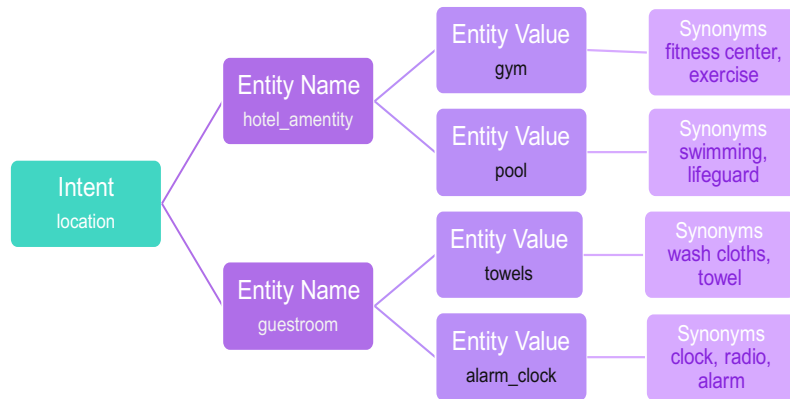 Intent
location
Entity Name
hotel_amentity
Entity Name
guestroom
Entity Value
gym
Entity Value
pool
Entity Value
towels
Entity Value
alarm_clock
Synonyms
fitness center,
exercise
Synonyms
swimming,
lifeguard
Synonyms
wash cloths,
towel
Synonyms
clock, radio,
alarm